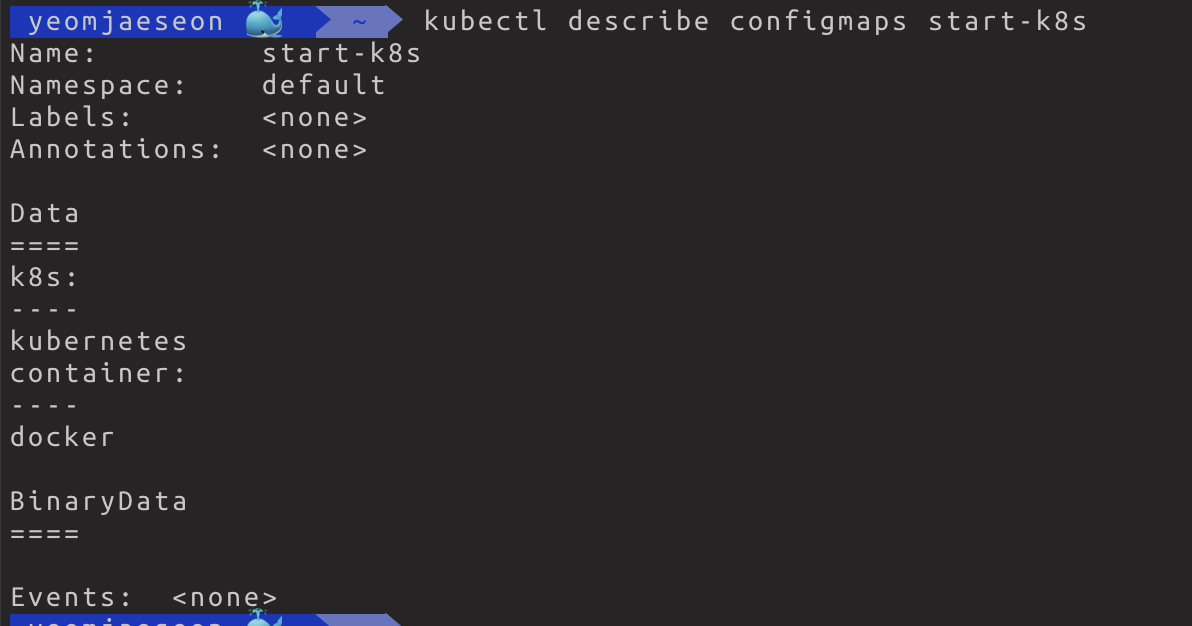 yeomjaeseon 🐳 ~ kubectl describe configmaps start-k8s
Name:         start-k8s
Namespace:    default
Labels:       <none>
Annotations:  <none>

Data
====
k8s:
----
kubernetes
container:
----
docker

BinaryData
====

Events:  <none>
yeomjaeseon 🐳